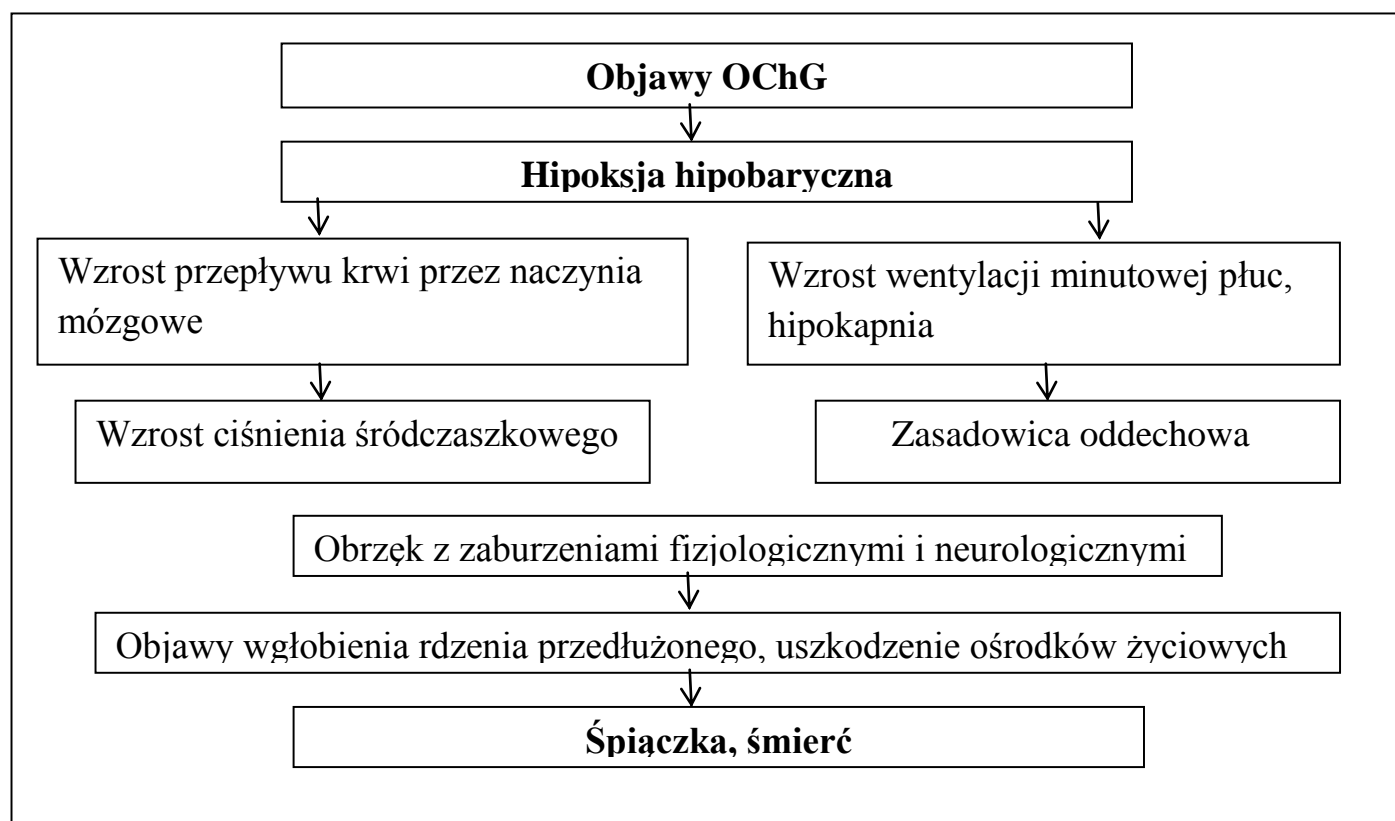 Objawy OChG
Hipoksja hipobaryczna
Wzrost przepływu krwi przez naczynia
mózgowe
Wzrost wentylacji minutowej płuc,
hipokapnia
Wzrost ciśnienia śródczaszkowego
Zasadowica oddechowa
Obrzęk z zaburzeniami fizjologicznymi i neurologicznymi
Objawy wgłobienia rdzenia przedłużonego, uszkodzenie ośrodków życiowych
Śpiączka, śmierć